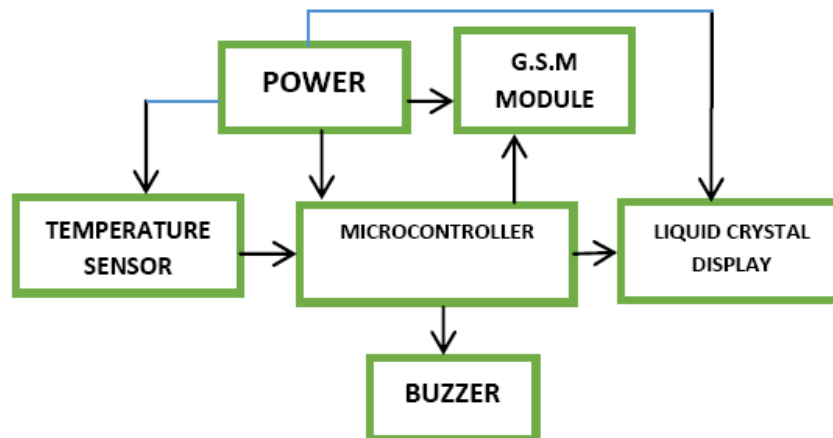 POWER
G.S.M
MODULE
TEMPERATURE
SENSOR
MICROCONTROLLER
LIQUID CRYSTAL
DISPLAY
BUZZER